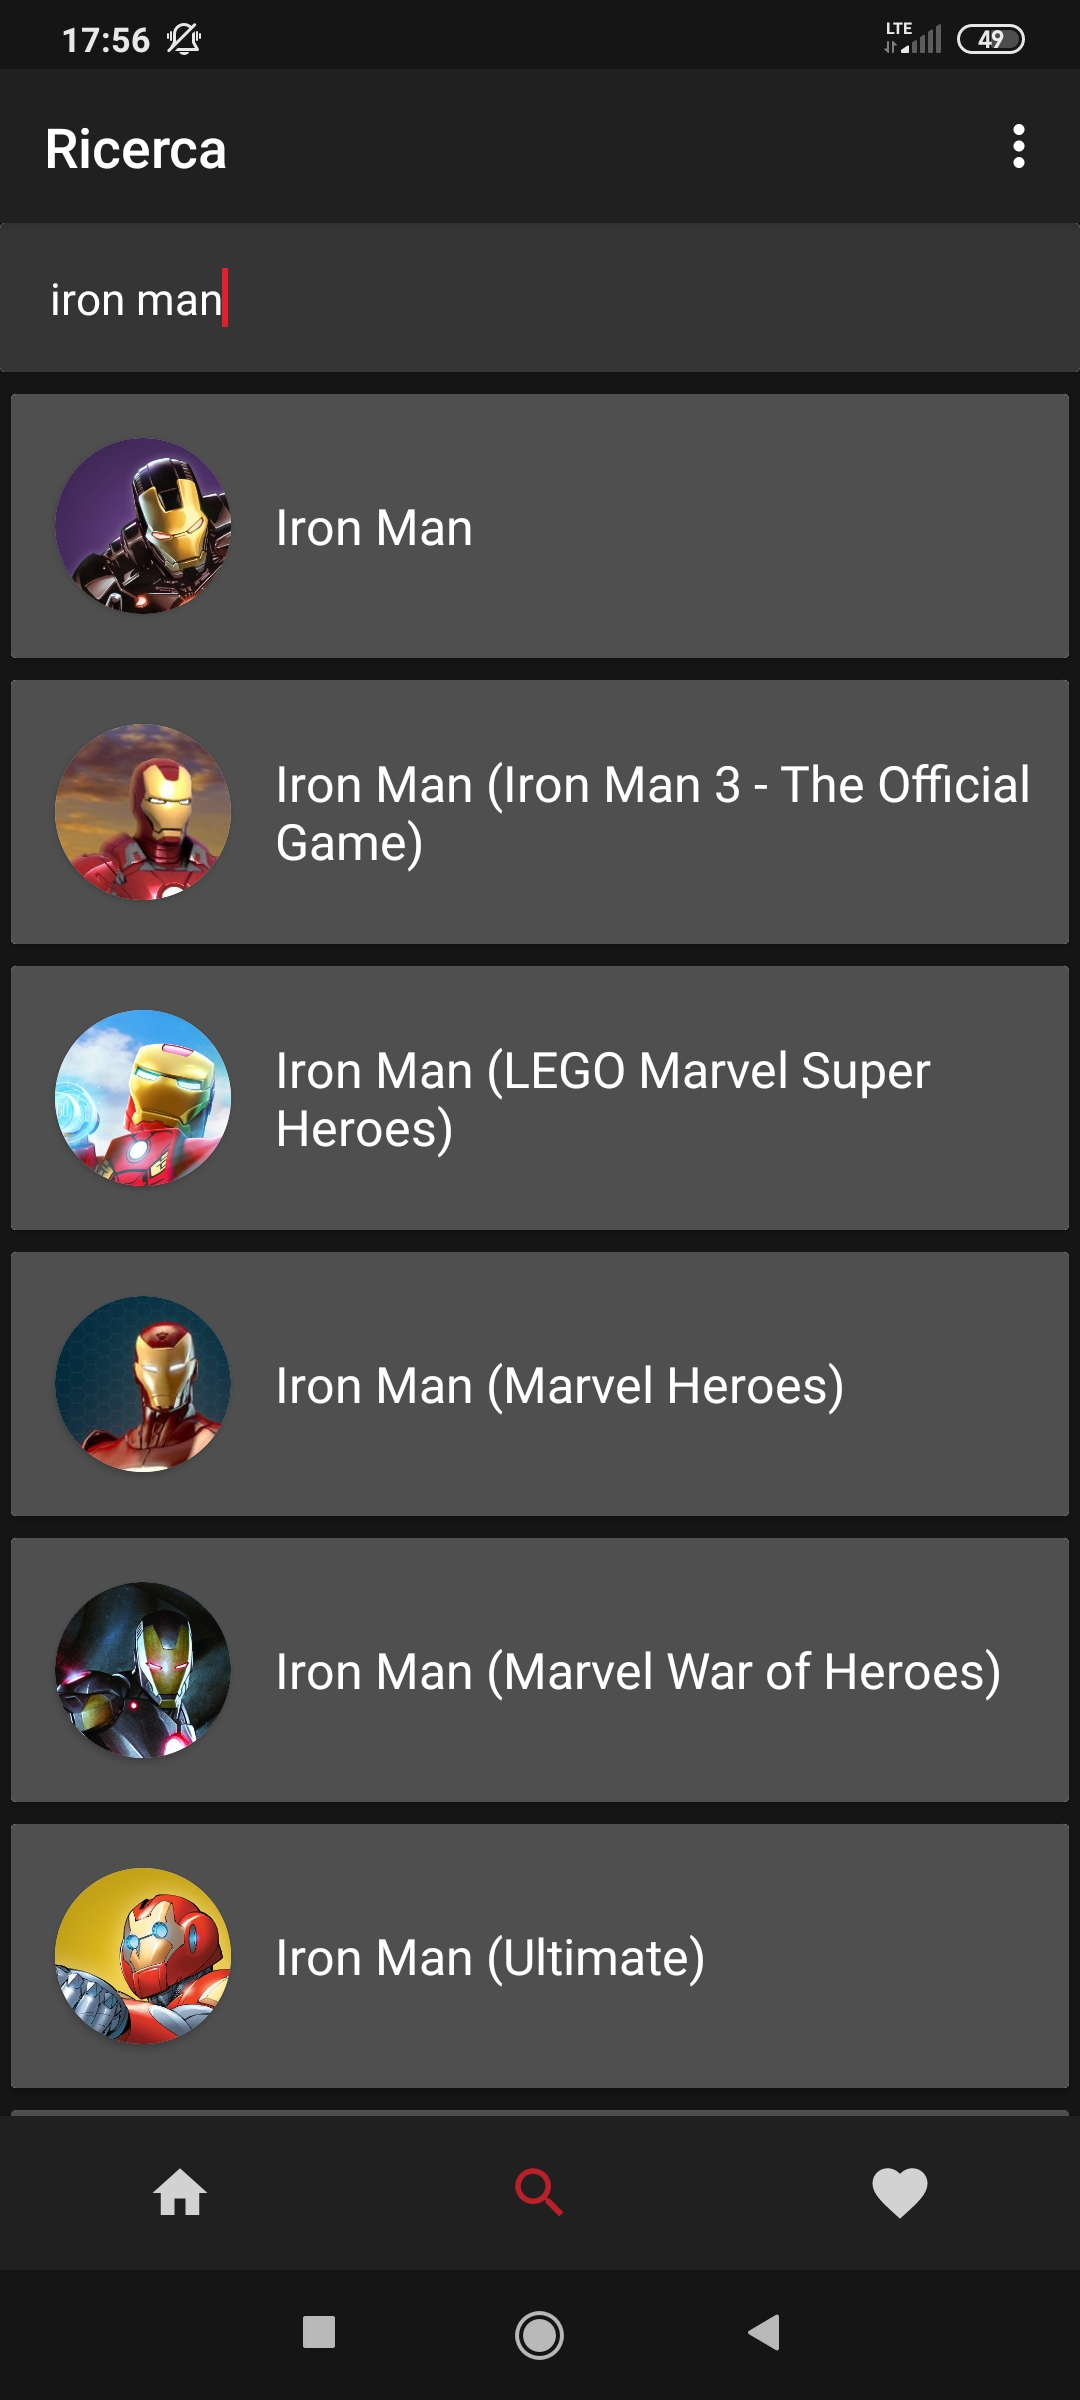 17:56
LTE
49
Ricerca
iron man
Iron Man
Iron Man (Iron Man 3 - The Official
Game)
Iron Man (LEGO Marvel Super
Heroes)
Iron Man (Marvel Heroes)
Iron Man (Marvel War of Heroes)
Iron Man (Ultimate)